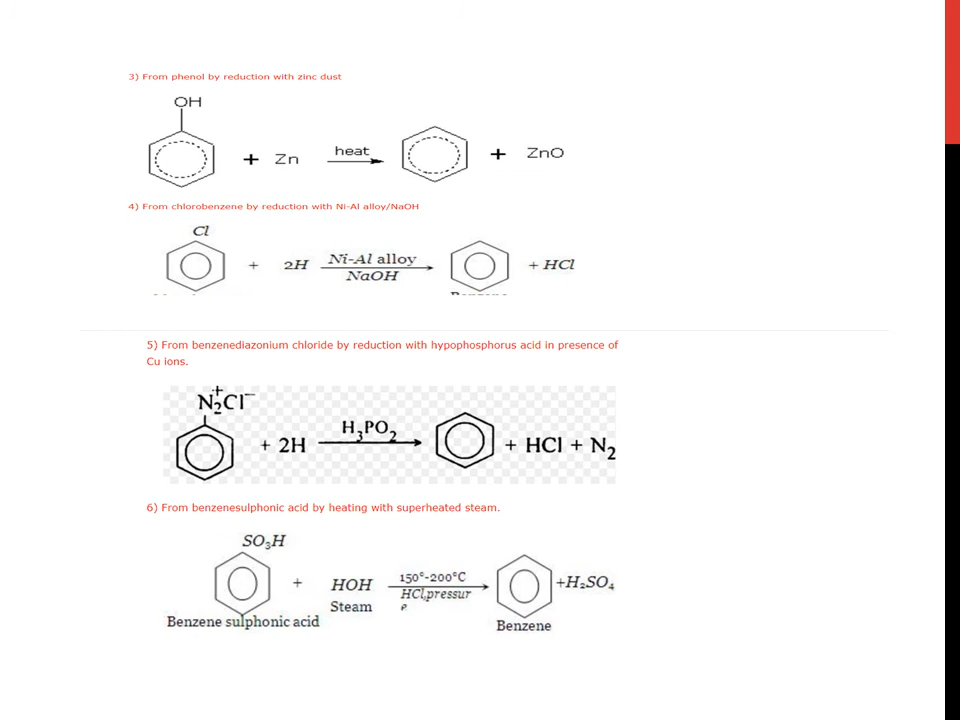 3) From phenol by reduction with zinc dust
OH
+ Zn heat + ZnO
4) From chlorobenzene by reduction with Ni-Al alloy/NaOH
Cl
+ 2H Ni-Al alloy NaOH + HCl
5) From benzenediazonium chloride by reduction with hypophosphorus acid in presence of
Cu ions.
N₂⁺Cl⁻
+ 2H H₃PO₂ + HCl + N₂
6) From benzenesulphonic acid by heating with superheated steam.
SO₃H
+ HOH 150°-200°C HCl,pressur e +H₂SO₄
Steam
Benzene sulphonic acid Benzene